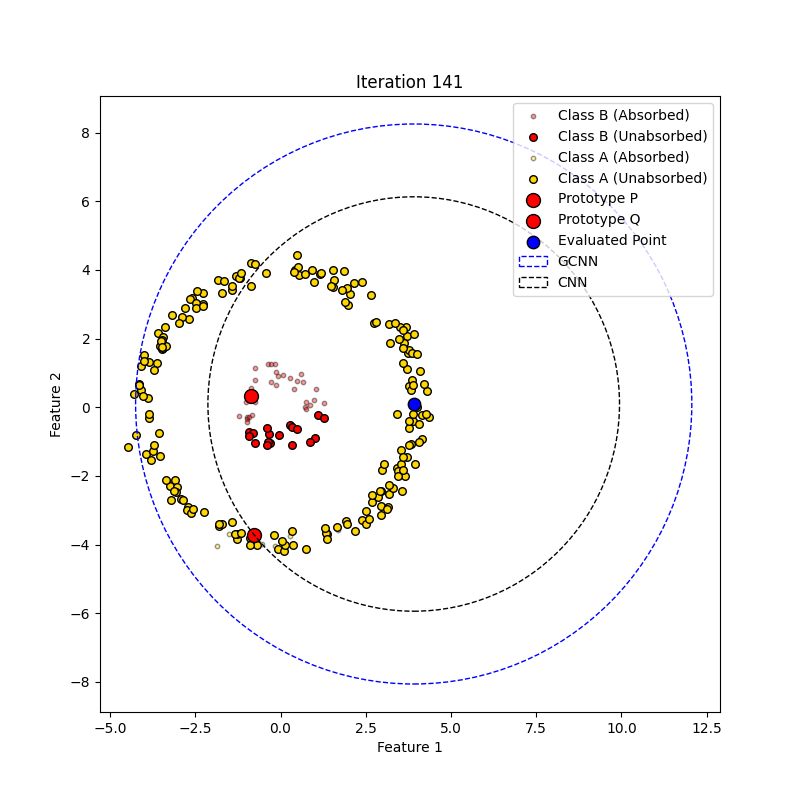 Iteration 141
Class B (Absorbed)
Class B (Unabsorbed)
Class A (Absorbed)
Class A (Unabsorbed)
Prototype P
Prototype Q
Evaluated Point
GCNN
CNN
Feature 2
8
6
4
2
0
−2
−4
−6
−8
−5.0 −2.5 0.0 2.5 5.0 7.5 10.0 12.5
Feature 1